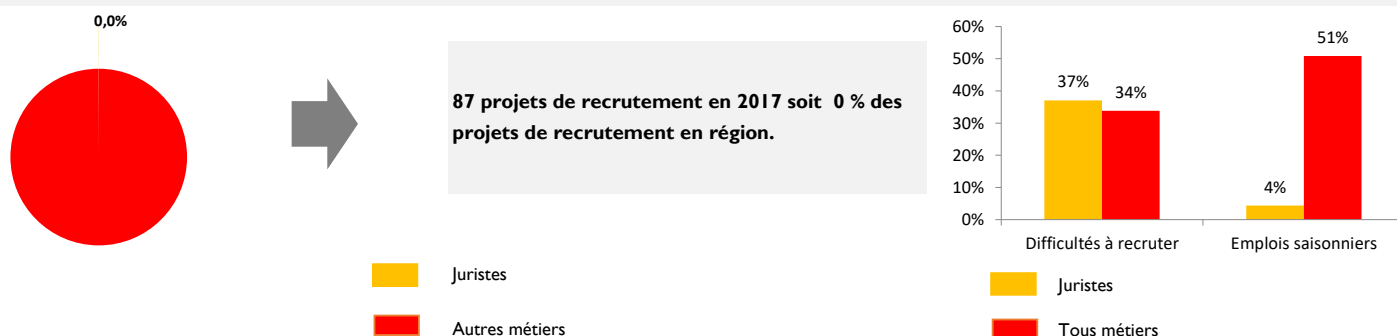 0,0%
87 projets de recrutement en 2017 soit 0 % des
projets de recrutement en région.
Juristes
Autres métiers
60%
50%
40%
30%
20%
10%
0%
37%
34%
4%
51%
Difficultés à recruter
Emplois saisonniers
Juristes
Tous métiers